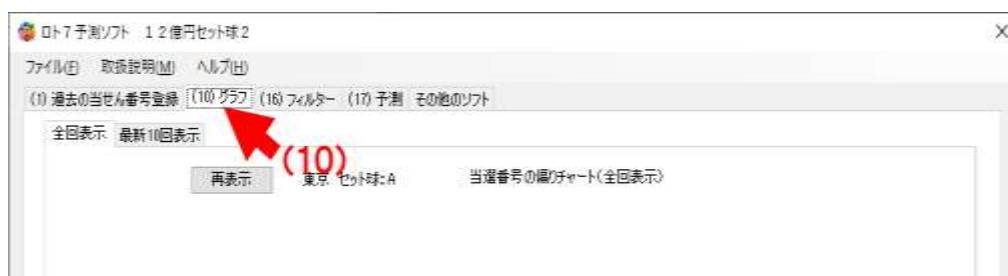 ロト7予測ソフト 12億円セット球2
ファイル(F) 取扱説明(M) ヘルプ(H)
(1) 過去の当せん番号登録 (10) グラフ (16) フィルター (17) 予測 その他のソフト
全回表示 最新10回表示
(10)
再表示 東京 セット球:A 当選番号の偏りチャート(全回表示)